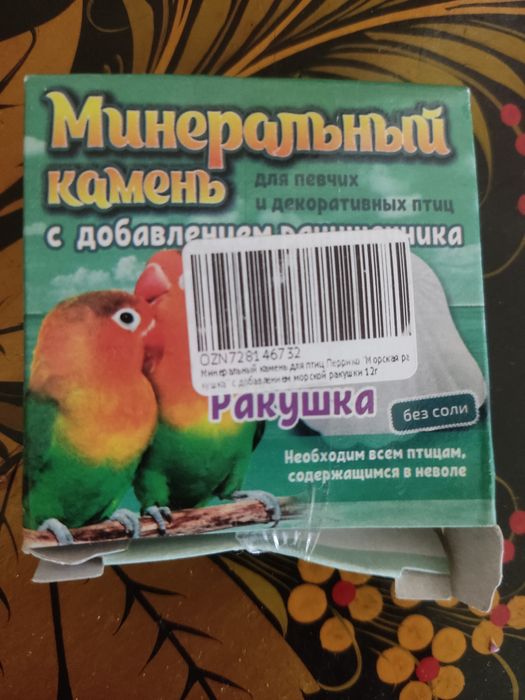 Минеральный
камень
для певчих
и декоративных птиц
с добавлением ракушечника
OZN728146732
Минеральный камень для птиц Перрико "Морская ра
кушка" с добавлением морской ракушки 12г
Ракушка
без соли
Необходим всем птицам,
содержащимся в неволе